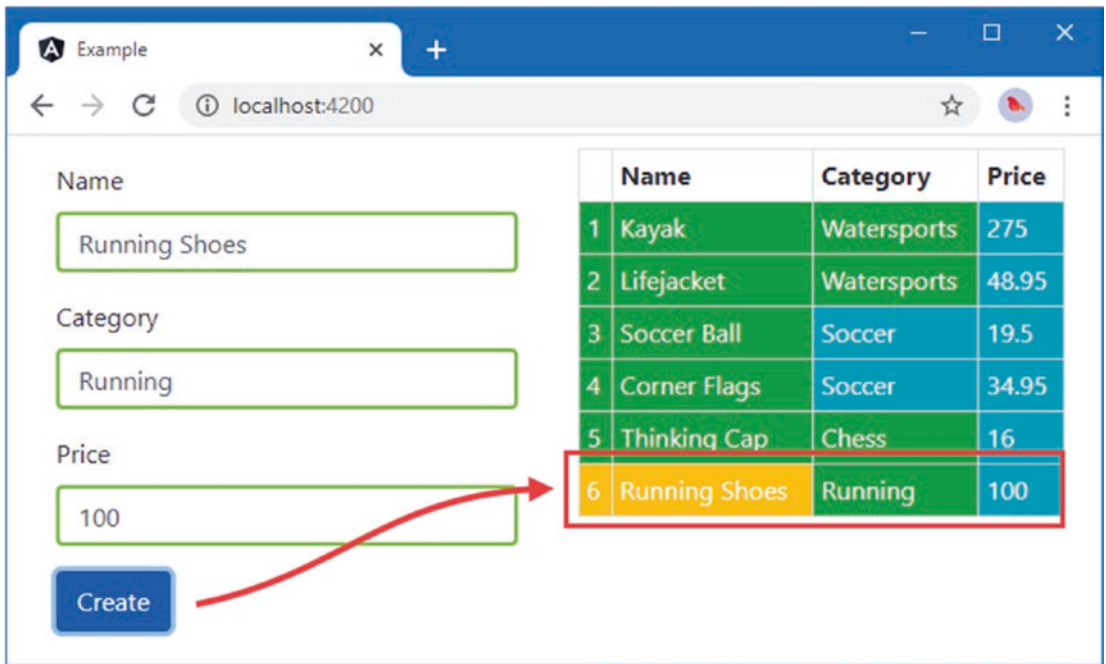 Example
localhost:4200
Name
Running Shoes
Category
Running
Price
100
Create
Name Category Price
1 Kayak Watersports 275
2 Lifejacket Watersports 48.95
3 Soccer Ball Soccer 19.5
4 Corner Flags Soccer 34.95
5 Thinking Cap Chess 16
6 Running Shoes Running 100